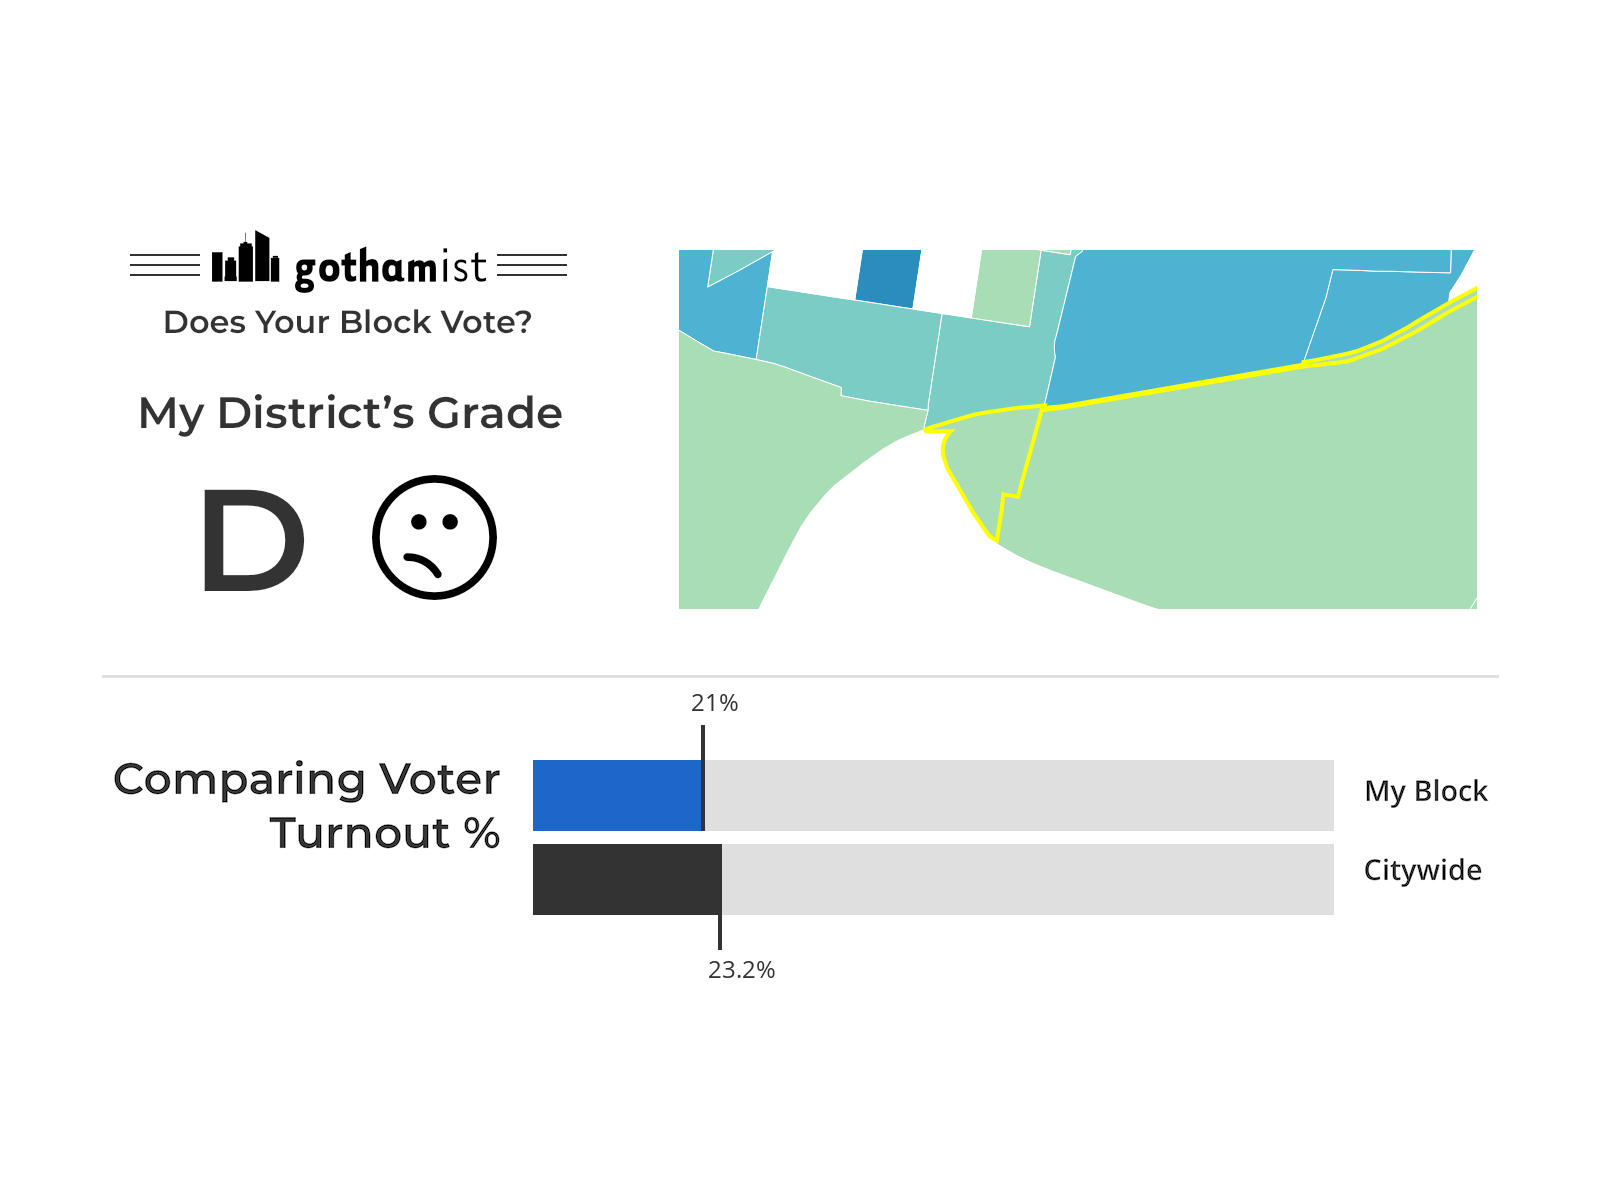 gothamist
Does Your Block Vote?
My District's Grade
D
21%
Comparing Voter
Turnout %
My Block
Citywide
23.2%